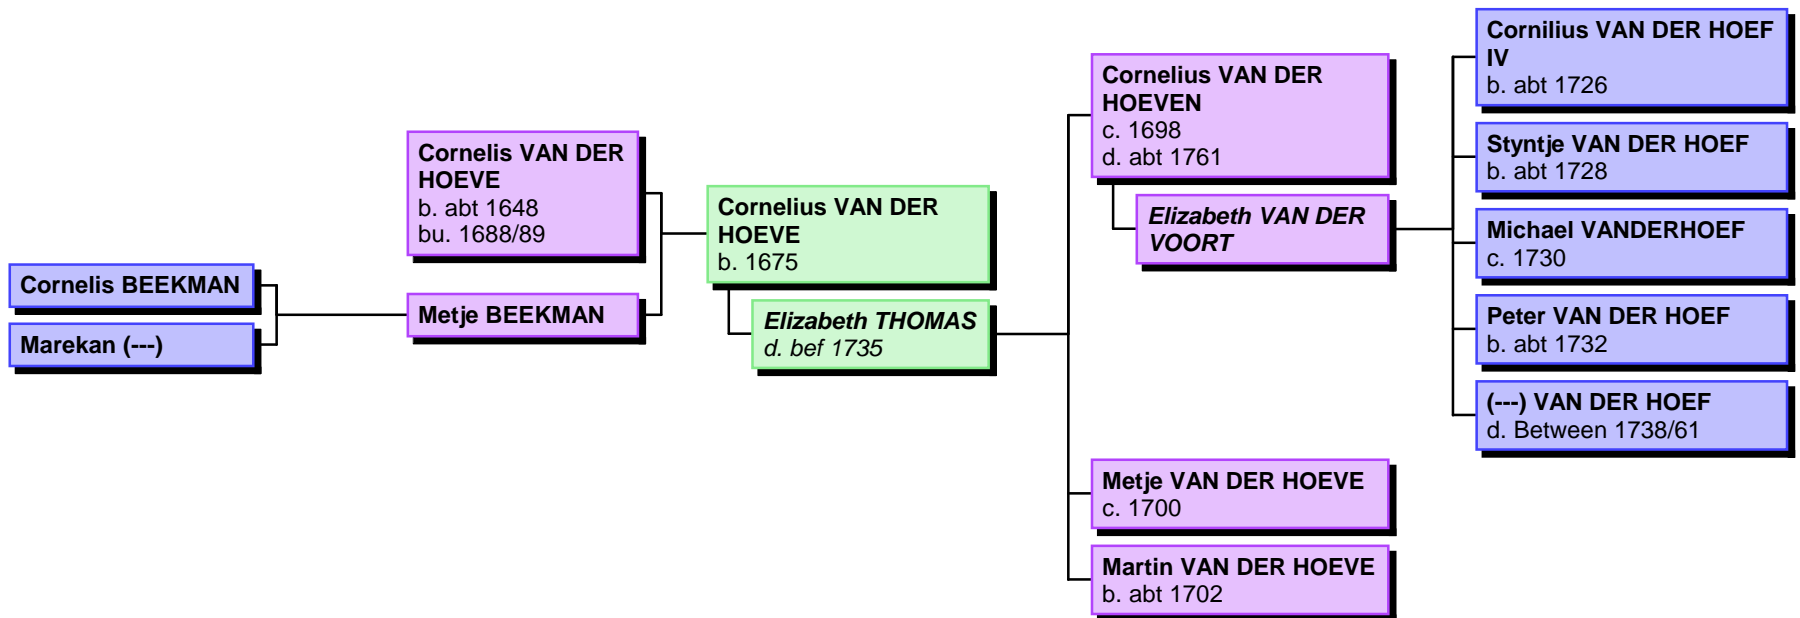 Cornelis BEEKMAN
Marekan (---)
Cornelis VAN DER
HOEVE
b. abt 1648
bu. 1688/89
Metje BEEKMAN
Cornelius VAN DER
HOEVE
b. 1675
Elizabeth THOMAS
d. bef 1735
Cornelius VAN DER
HOEVEN
c. 1698
d. abt 1761
Elizabeth VAN DER
VOORT
Metje VAN DER HOEVE
c. 1700
Martin VAN DER HOEVE
b. abt 1702
Cornilius VAN DER HOEF
IV
b. abt 1726
Styntje VAN DER HOEF
b. abt 1728
Michael VANDERHOEF
c. 1730
Peter VAN DER HOEF
b. abt 1732
(---) VAN DER HOEF
d. Between 1738/61